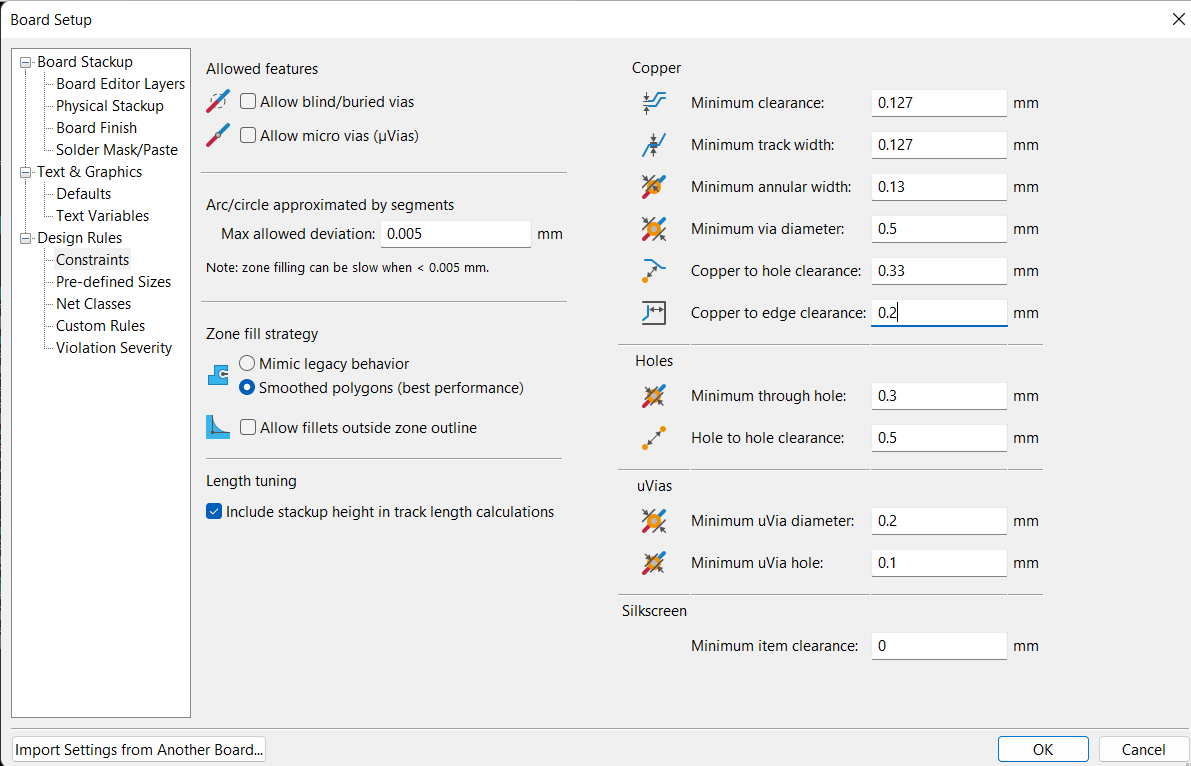 Board Setup
Board Stackup
Board Editor Layers
Physical Stackup
Board Finish
Solder Mask/Paste
Text & Graphics
Defaults
Text Variables
Design Rules
Constraints
Pre-defined Sizes
Net Classes
Custom Rules
Violation Severity
Allowed features
Allow blind/buried vias
Allow micro vias (μVias)
Arc/circle approximated by segments
Max allowed deviation: 0.005 mm
Note: zone filling can be slow when < 0.005 mm.
Zone fill strategy
Mimic legacy behavior
Smoothed polygons (best performance)
Allow fillets outside zone outline
Length tuning
Include stackup height in track length calculations
Copper
Minimum clearance: 0.127 mm
Minimum track width: 0.127 mm
Minimum annular width: 0.13 mm
Minimum via diameter: 0.5 mm
Copper to hole clearance: 0.33 mm
Copper to edge clearance: 0.2 mm
Holes
Minimum through hole: 0.3 mm
Hole to hole clearance: 0.5 mm
uVias
Minimum uVia diameter: 0.2 mm
Minimum uVia hole: 0.1 mm
Silkscreen
Minimum item clearance: 0 mm
Import Settings from Another Board...
OK
Cancel